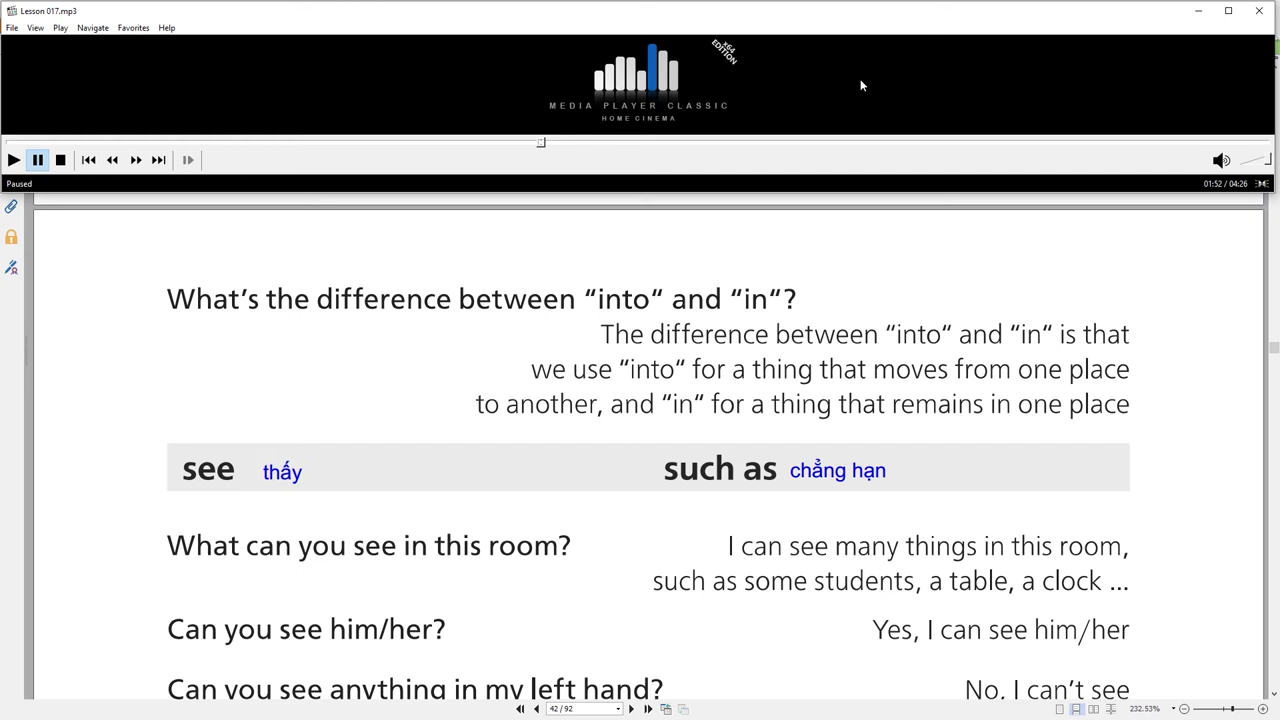 Lesson 017.mp3
File View Play Navigate Favorites Help
x64
EDITION
MEDIA PLAYER CLASSIC
HOME CINEMA
Paused
01:52 / 04:26
What's the difference between “into“ and “in“?
The difference between “into“ and “in“ is that
we use “into“ for a thing that moves from one place
to another, and “in“ for a thing that remains in one place
see thấy such as chẳng hạn
What can you see in this room? I can see many things in this room,
such as some students, a table, a clock ...
Can you see him/her? Yes, I can see him/her
Can you see anything in my left hand? No, I can't see
42 / 92
232.53%